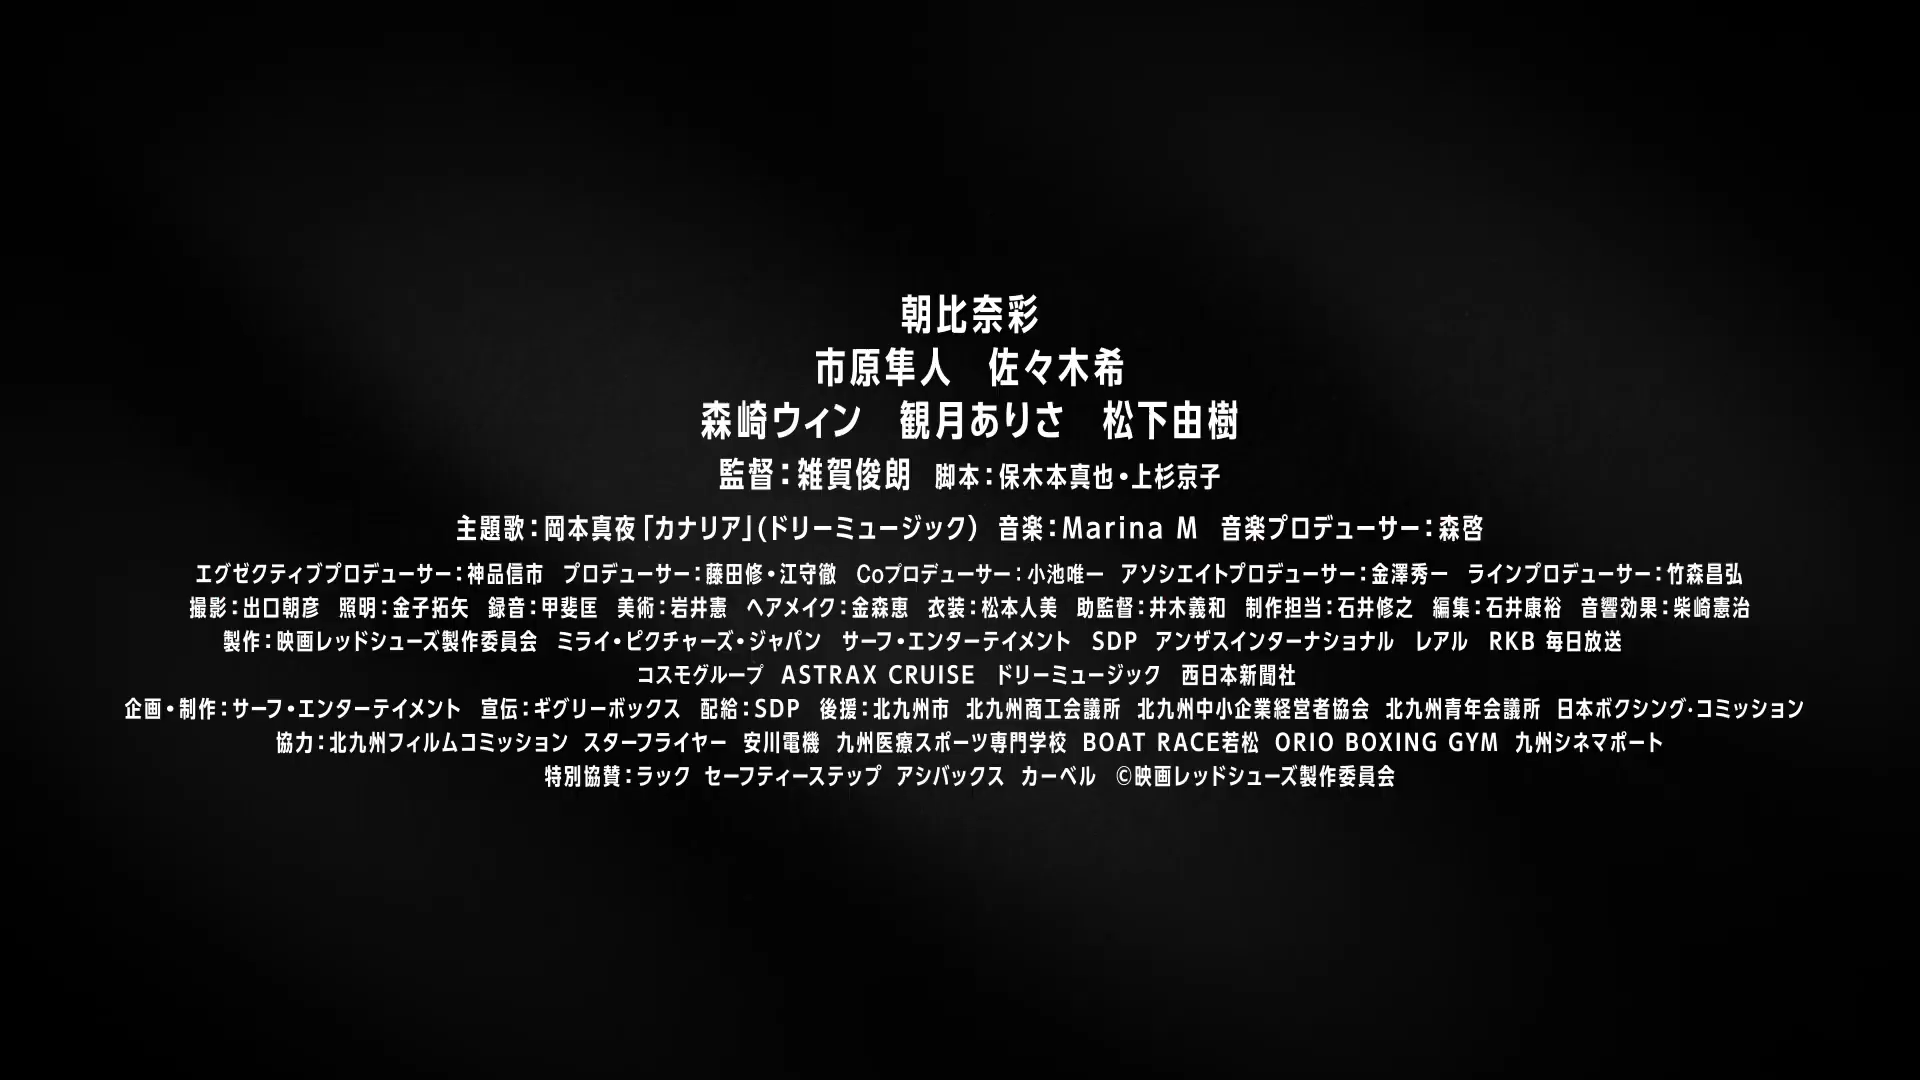 朝比奈彩
市原隼人　佐々木希
森崎ウィン　観月ありさ　松下由樹
監督：雑賀俊朗　脚本：保木本真也・上杉京子
主題歌：岡本真夜「カナリア」(ドリーミュージック）　音楽：Marina M　音楽プロデューサー：森啓
エグゼクティブプロデューサー：神品信市　プロデューサー：藤田修・江守徹　Coプロデューサー：小池唯一　アソシエイトプロデューサー：金澤秀一　ラインプロデューサー：竹森昌弘
撮影：出口朝彦　照明：金子拓矢　録音：甲斐匡　美術：岩井憲　ヘアメイク：金森恵　衣装：松本人美　助監督：井木義和　制作担当：石井修之　編集：石井康裕　音響効果：柴崎憲治
製作：映画レッドシューズ製作委員会　ミライ・ピクチャーズ・ジャパン　サーフ・エンターテイメント　SDP　アンザスインターナショナル　レアル　RKB 毎日放送
コスモグループ　ASTRAX CRUISE　ドリーミュージック　西日本新聞社
企画・制作：サーフ・エンターテイメント　宣伝：ギグリーボックス　配給：SDP　後援：北九州市　北九州商工会議所　北九州中小企業経営者協会　北九州青年会議所　日本ボクシング・コミッション
協力：北九州フィルムコミッション　スターフライヤー　安川電機　九州医療スポーツ専門学校　BOAT RACE若松　ORIO BOXING GYM　九州シネマポート
特別協賛：ラック　セーフティーステップ　アシバックス　カーベル　©映画レッドシューズ製作委員会